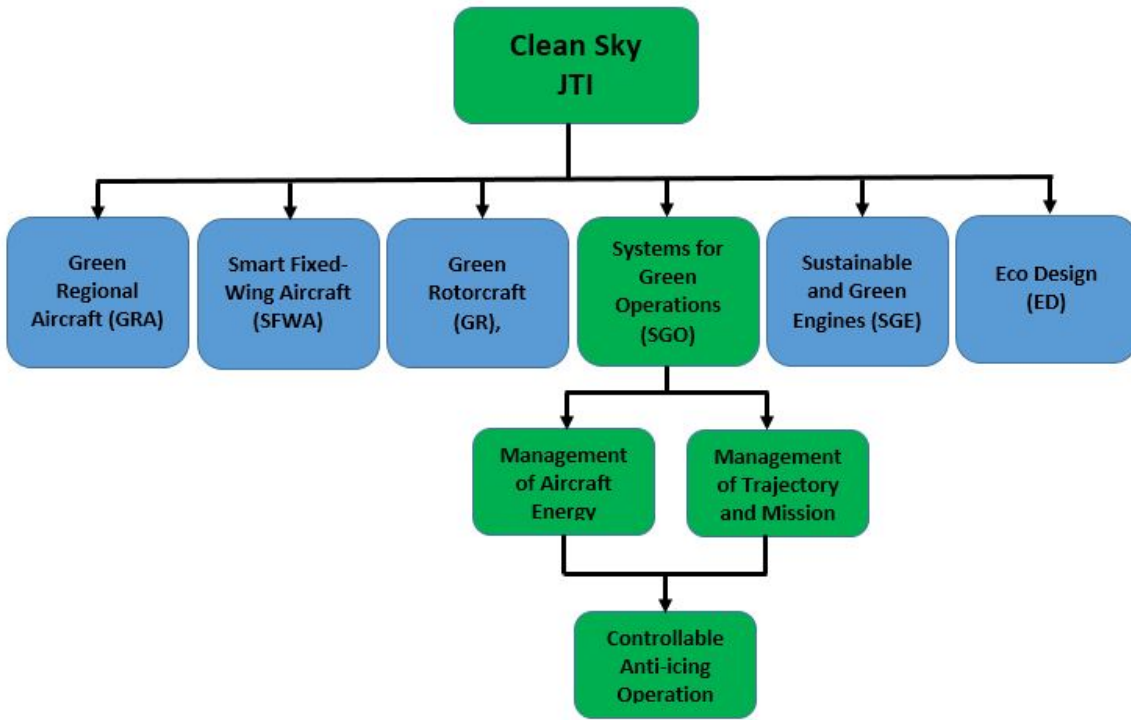 Clean Sky
JTI
Green
Regional
Aircraft (GRA)
Smart Fixed-
Wing Aircraft
(SFWA)
Green
Rotorcraft
(GR),
Systems for
Green
Operations
(SGO)
Sustainable
and Green
Engines (SGE)
Eco Design
(ED)
Management
of Aircraft
Energy
Management
of Trajectory
and Mission
Controllable
Anti-icing
Operation